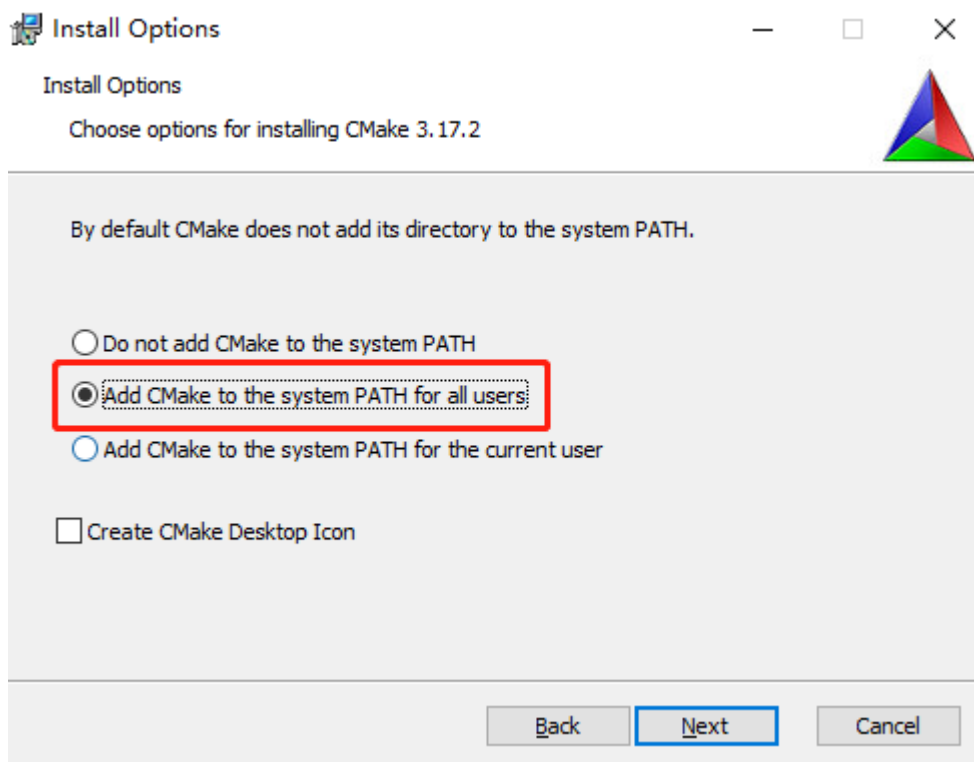 Install Options
Install Options
Choose options for installing CMake 3.17.2
By default CMake does not add its directory to the system PATH.
Do not add CMake to the system PATH
Add CMake to the system PATH for all users
Add CMake to the system PATH for the current user
Create CMake Desktop Icon
Back Next Cancel